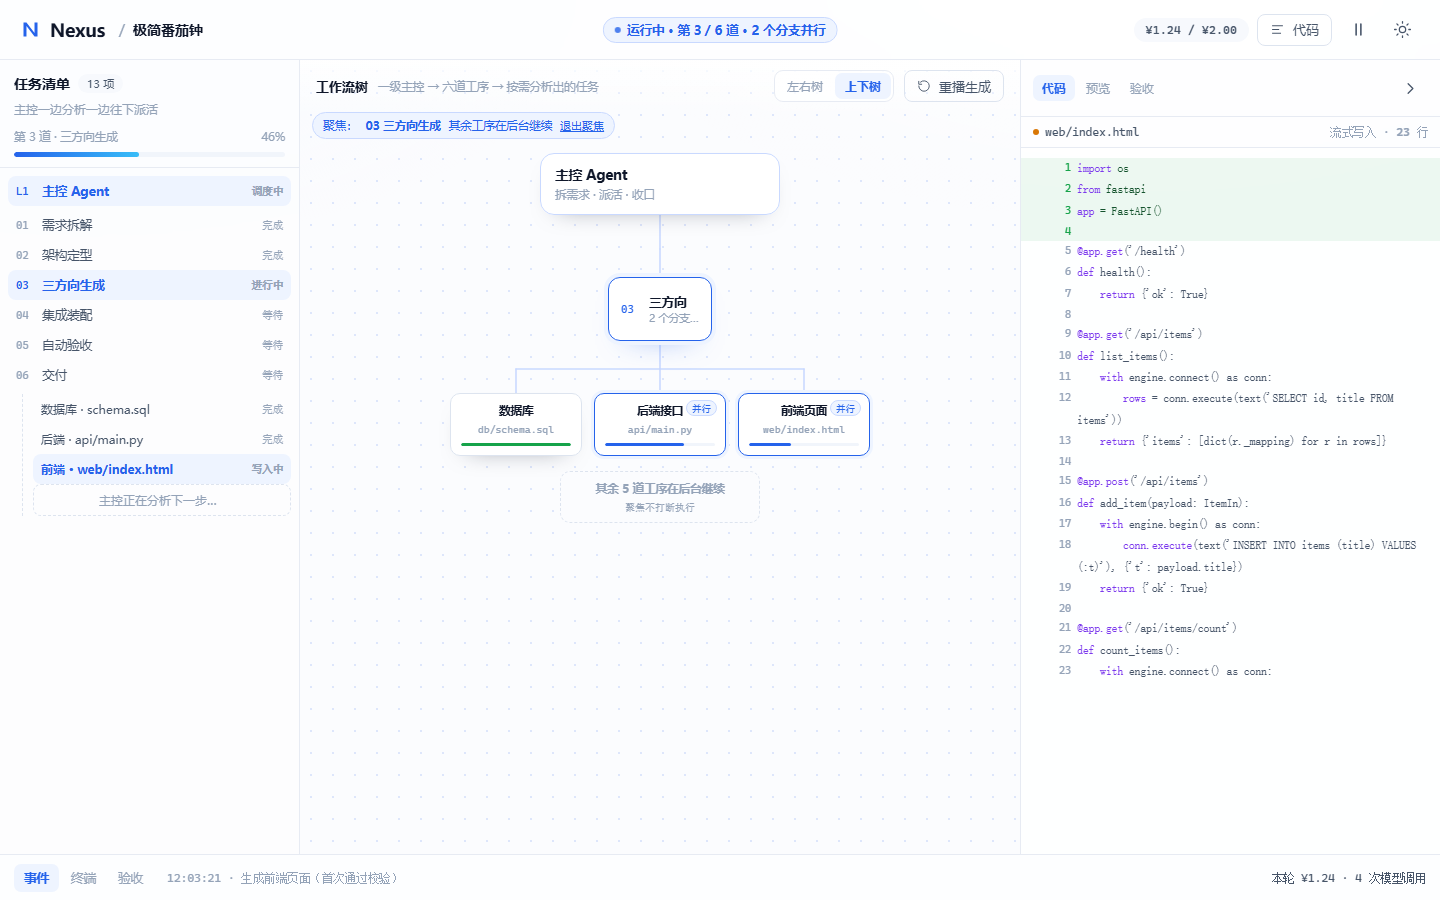 Nexus / 极简番茄钟
运行中 • 第 3 / 6 道 • 2 个分支并行
¥1.24 / ¥2.00
代码
任务清单 13 项
主控一边分析一边往下派活
第 3 道 · 三方向生成 46%
L1 主控 Agent 调度中
01 需求拆解 完成
02 架构定型 完成
03 三方向生成 进行中
04 集成装配 等待
05 自动验收 等待
06 交付 等待
数据库 · schema.sql 完成
后端 · api/main.py 完成
前端 • web/index.html 写入中
主控正在分析下一步...
工作流树 一级主控 → 六道工序 → 按需分析出的任务
左右树 上下树
重播生成
聚焦： 03 三方向生成 其余工序在后台继续 退出聚焦
主控 Agent
拆需求 · 派活 · 收口
03 三方向
2 个分支...
数据库
db/schema.sql
后端接口 并行
api/main.py
前端页面 并行
web/index.html
其余 5 道工序在后台继续
聚焦不打断执行
代码 预览 验收
web/index.html 流式写入 · 23 行
1 import os
2 from fastapi
3 app = FastAPI()
4
5 @app.get('/health')
6 def health():
7 return {'ok': True}
8
9 @app.get('/api/items')
10 def list_items():
11 with engine.connect() as conn:
12 rows = conn.execute(text('SELECT id, title FROM
items'))
13 return {'items': [dict(r._mapping) for r in rows]}
14
15 @app.post('/api/items')
16 def add_item(payload: ItemIn):
17 with engine.begin() as conn:
18 conn.execute(text('INSERT INTO items (title) VALUES
(:t)'), {'t': payload.title})
19 return {'ok': True}
20
21 @app.get('/api/items/count')
22 def count_items():
23 with engine.connect() as conn:
事件 终端 验收 12:03:21 · 生成前端页面（首次通过校验）
本轮 ¥1.24 · 4 次模型调用